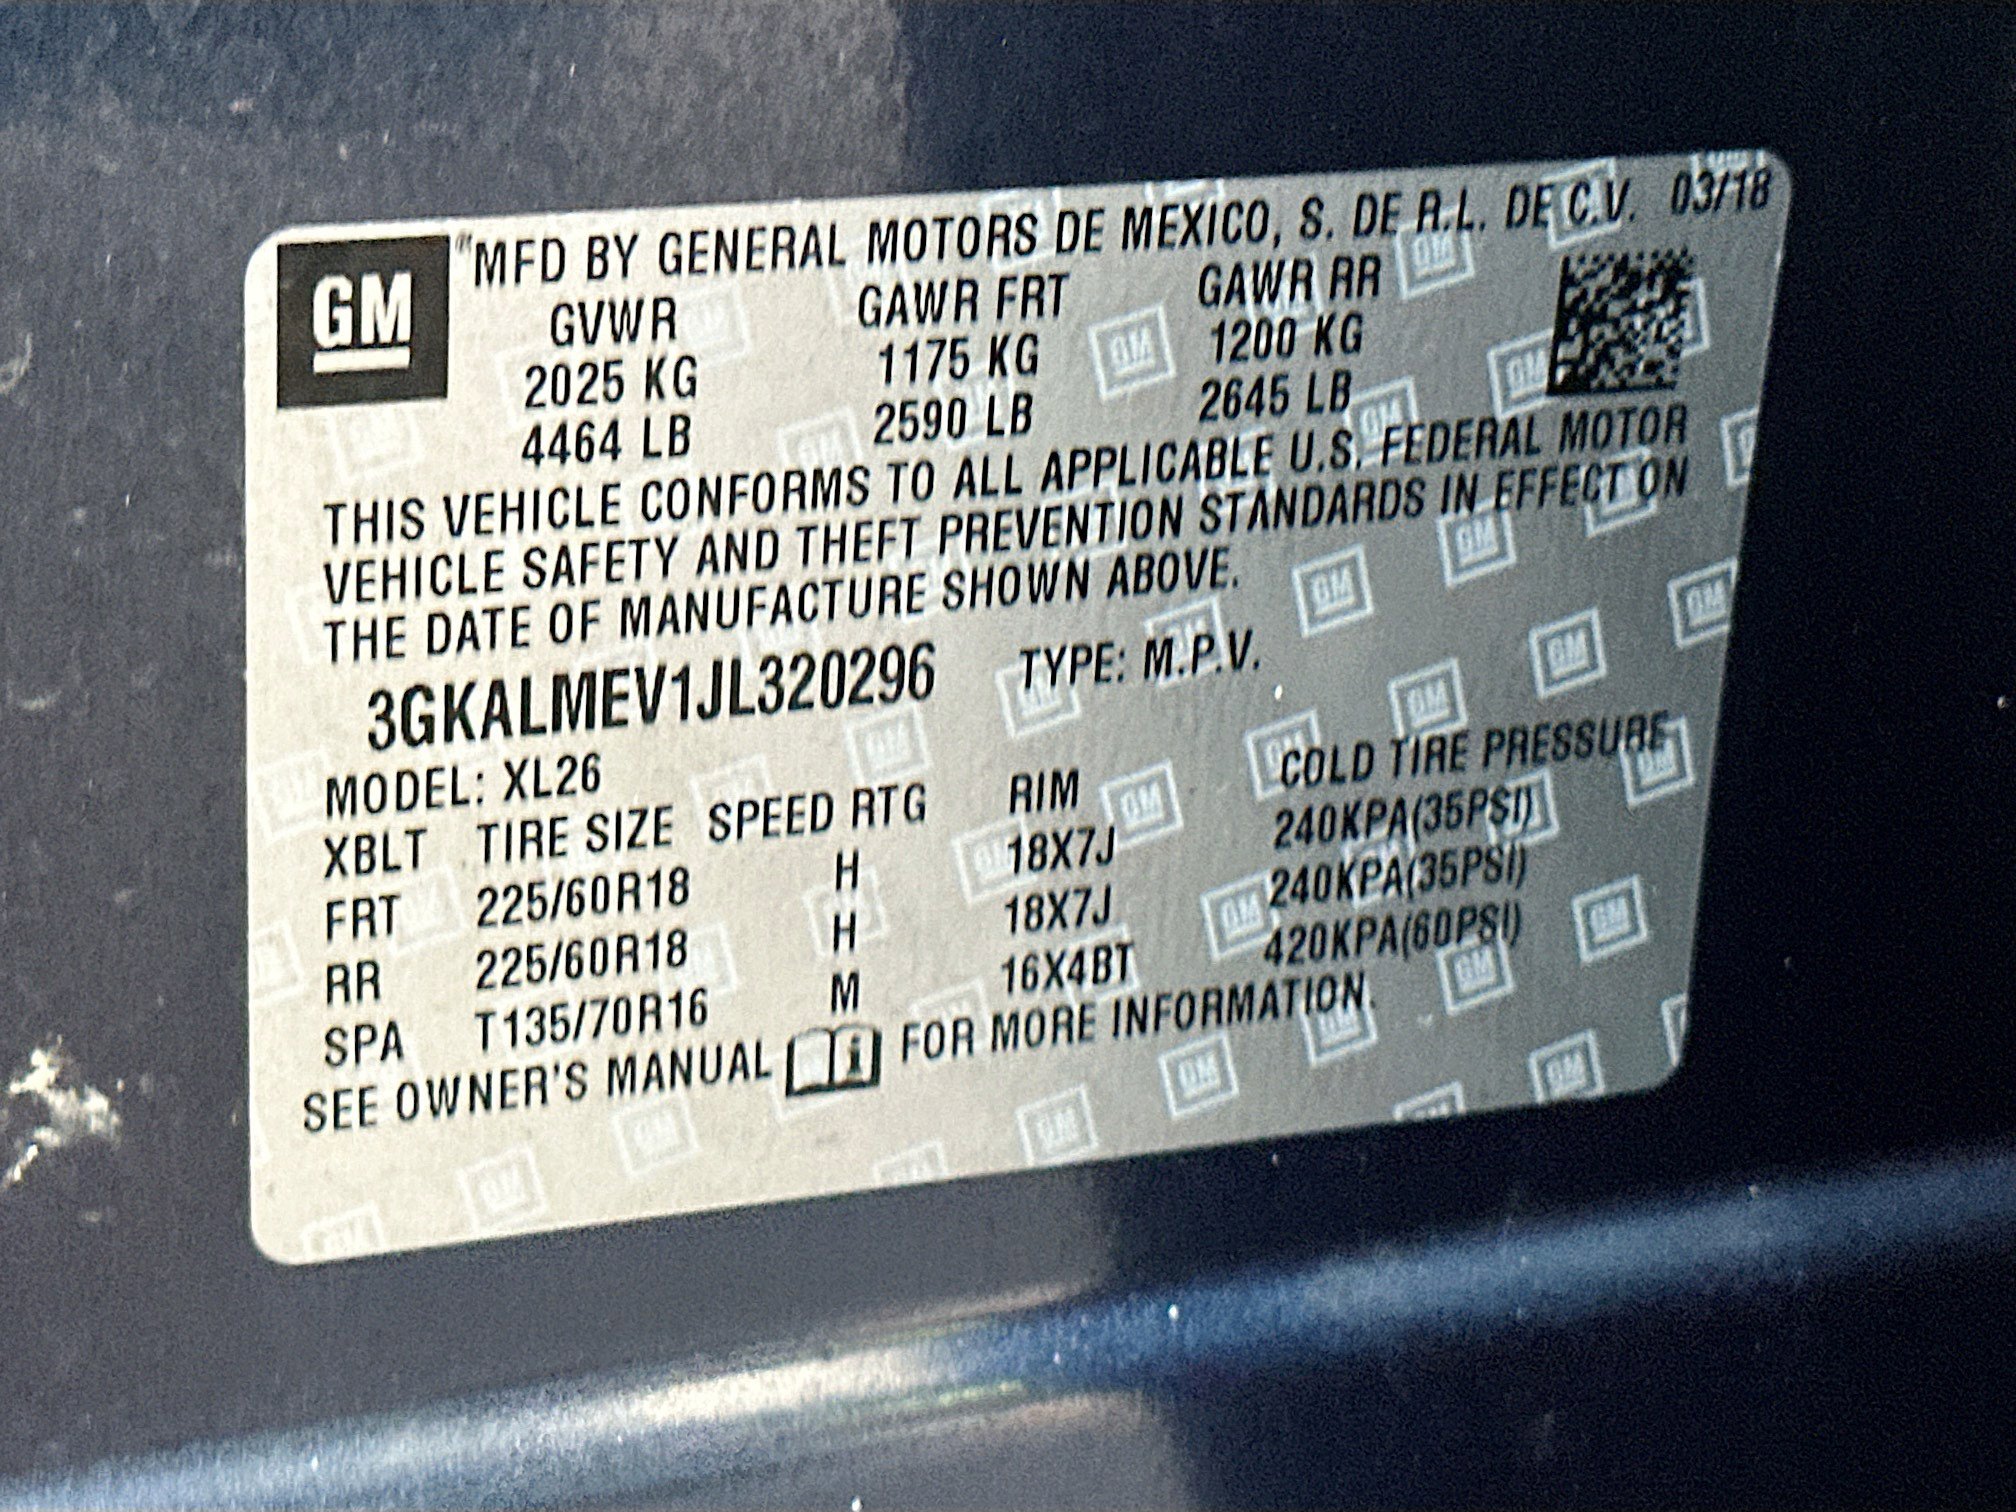 GM
"MFD BY GENERAL MOTORS DE MEXICO, S. DE R.L. DE C.V. 03/18
GVWR GAWR FRT GAWR RR
2025 KG 1175 KG 1200 KG
4464 LB 2590 LB 2645 LB
THIS VEHICLE CONFORMS TO ALL APPLICABLE U.S. FEDERAL MOTOR
VEHICLE SAFETY AND THEFT PREVENTION STANDARDS IN EFFECT ON
THE DATE OF MANUFACTURE SHOWN ABOVE.
3GKALMEV1JL320296 TYPE: M.P.V.
MODEL: XL26
XBLT TIRE SIZE SPEED RTG RIM COLD TIRE PRESSURE
FRT 225/60R18 H 18X7J 240KPA(35PSI)
RR 225/60R18 H 18X7J 240KPA(35PSI)
SPA T135/70R16 M 16X4BT 420KPA(60PSI)
SEE OWNER'S MANUAL i FOR MORE INFORMATION.